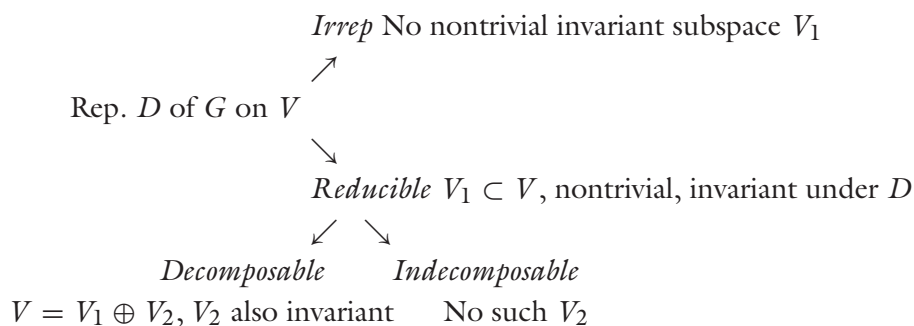 Irrep No nontrivial invariant subspace V₁
↗
Rep. D of G on V
↘
Reducible V₁ ⊂ V, nontrivial, invariant under D
↙ ↘
Decomposable Indecomposable
V = V₁ ⊕ V₂, V₂ also invariant No such V₂